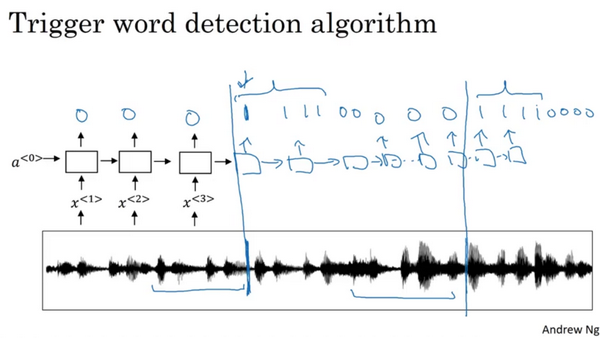 Trigger word detection algorithm
0 0 0 1 1 1 1 0 0 0 0 0 1 1 1 1 0 0 0 0
a<0>
x<1> x<2> x<3>
Andrew Ng